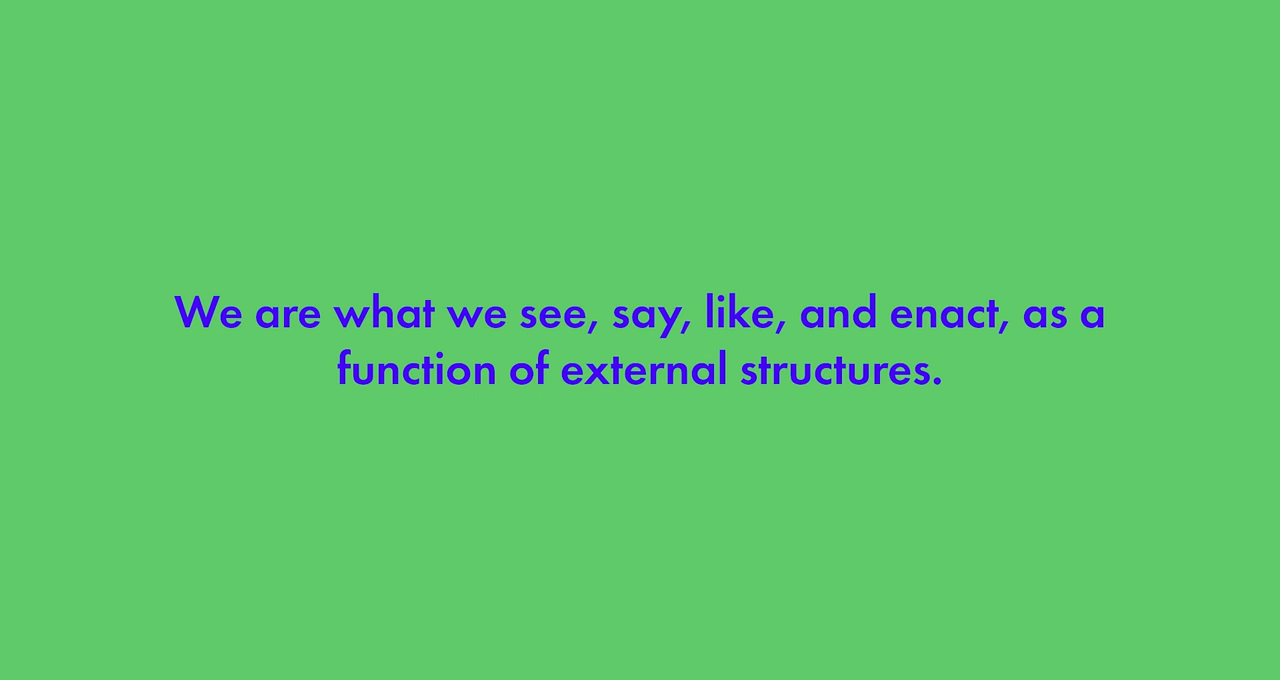 We are what we see, say, like, and enact, as a
function of external structures.